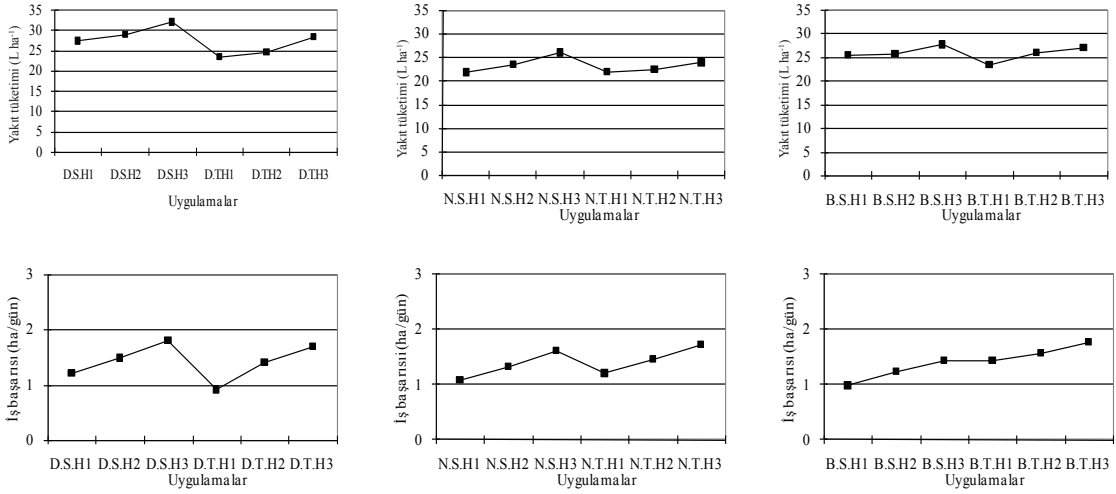 Yakıt tüketimi (L ha⁻¹)
35
30
25
20
15
10
5
0
D.S.H1 D.S.H2 D.S.H3 D.T.H1 D.T.H2 D.T.H3
Uygulamalar
Yakıt tüketimi (L ha⁻¹)
35
30
25
20
15
10
5
0
N.S.H1 N.S.H2 N.S.H3 N.T.H1 N.T.H2 N.T.H3
Uygulamalar
Yakıt tüketimi (L ha⁻¹)
35
30
25
20
15
10
5
0
B.S.H1 B.S.H2 B.S.H3 B.T.H1 B.T.H2 B.T.H3
Uygulamalar
İş başarısı (ha/gün)
3
2
1
0
D.S.H1 D.S.H2 D.S.H3 D.T.H1 D.T.H2 D.T.H3
Uygulamalar
İş başarısıi (ha/gün)
3
2
1
0
N.S.H1 N.S.H2 N.S.H3 N.T.H1 N.T.H2 N.T.H3
Uygulamalar
İş başarısı (ha/gün)
3
2
1
0
B.S.H1 B.S.H2 B.S.H3 B.T.H1 B.T.H2 B.T.H3
Uygulamalar